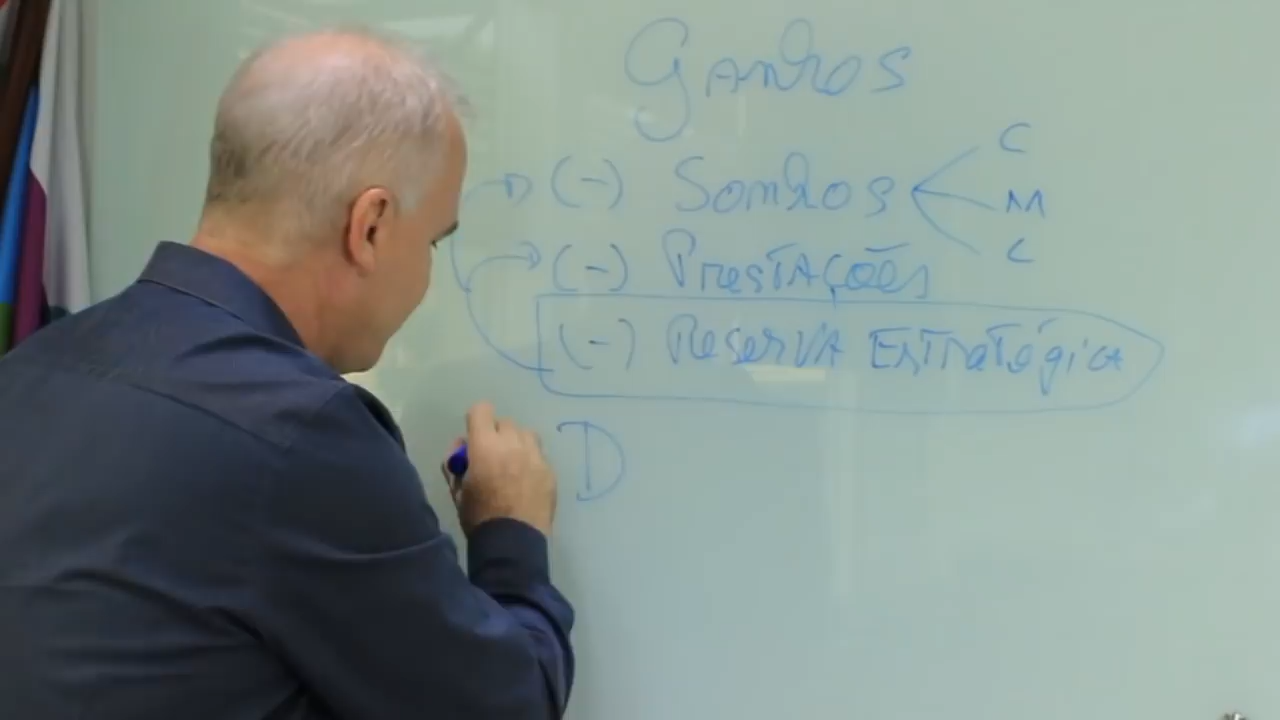 Ganhos
(-) Sonhos C
M
L
(-) Prestações
(-) Reserva Estratégica
D